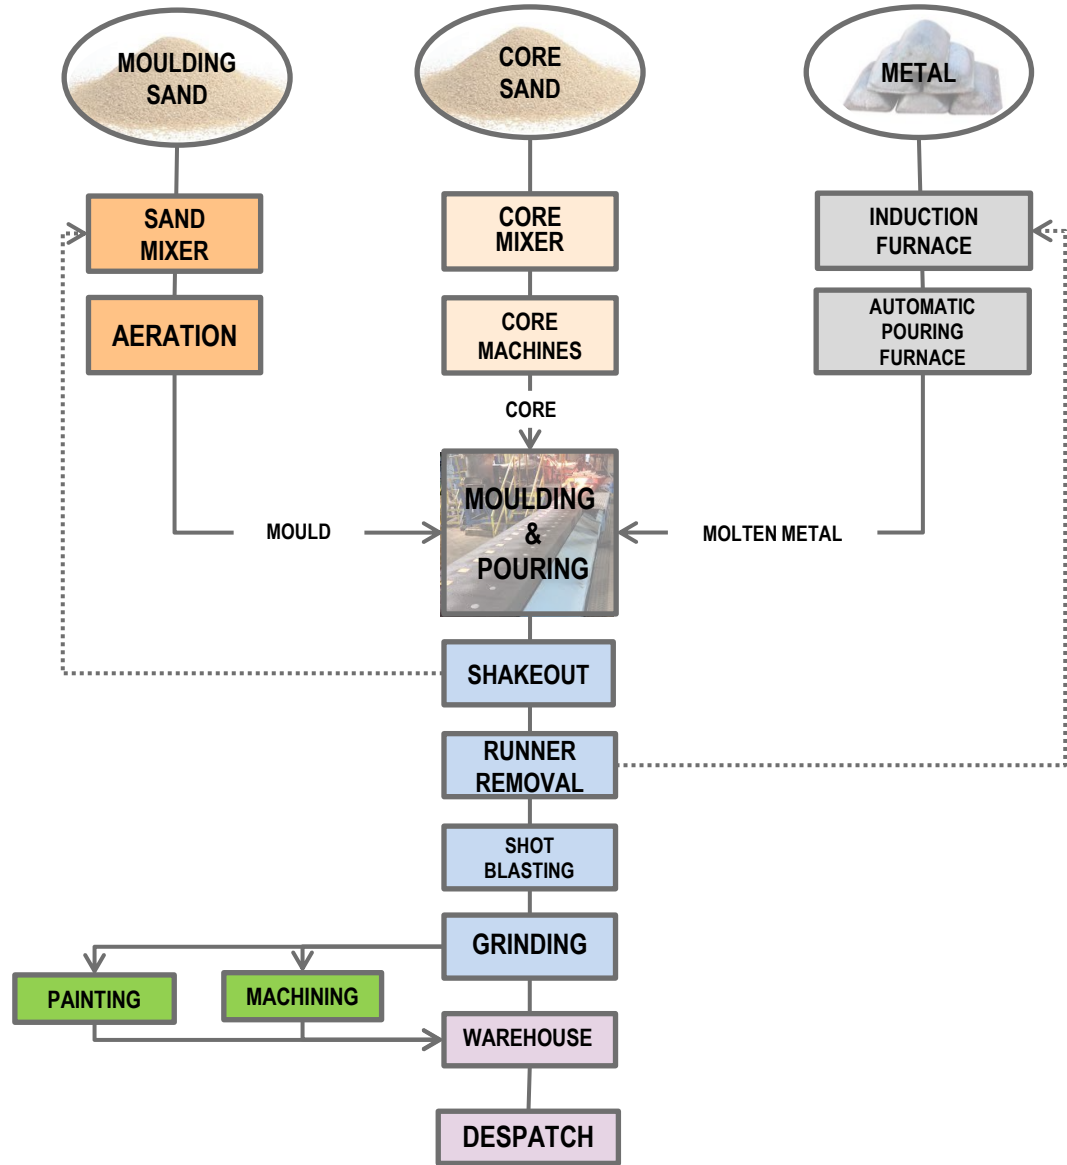 MOULDING
SAND
CORE
SAND
METAL
SAND
MIXER
CORE
MIXER
INDUCTION
FURNACE
AERATION
CORE
MACHINES
AUTOMATIC
POURING
FURNACE
CORE
MOULDING
&
POURING
MOULD
MOLTEN METAL
SHAKEOUT
RUNNER
REMOVAL
SHOT
BLASTING
GRINDING
PAINTING
MACHINING
WAREHOUSE
DESPATCH